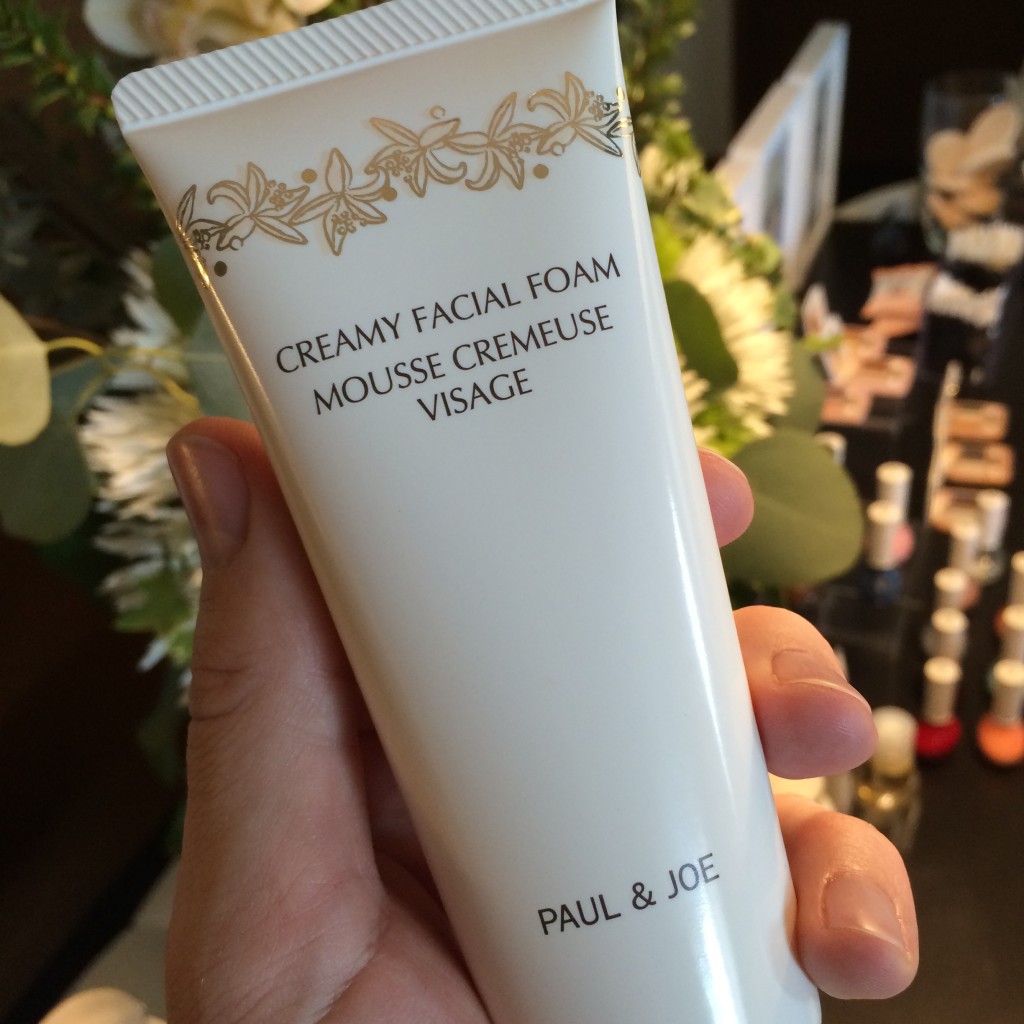 CREAMY FACIAL FOAM
MOUSSE CREMEUSE
VISAGE
PAUL & JOE